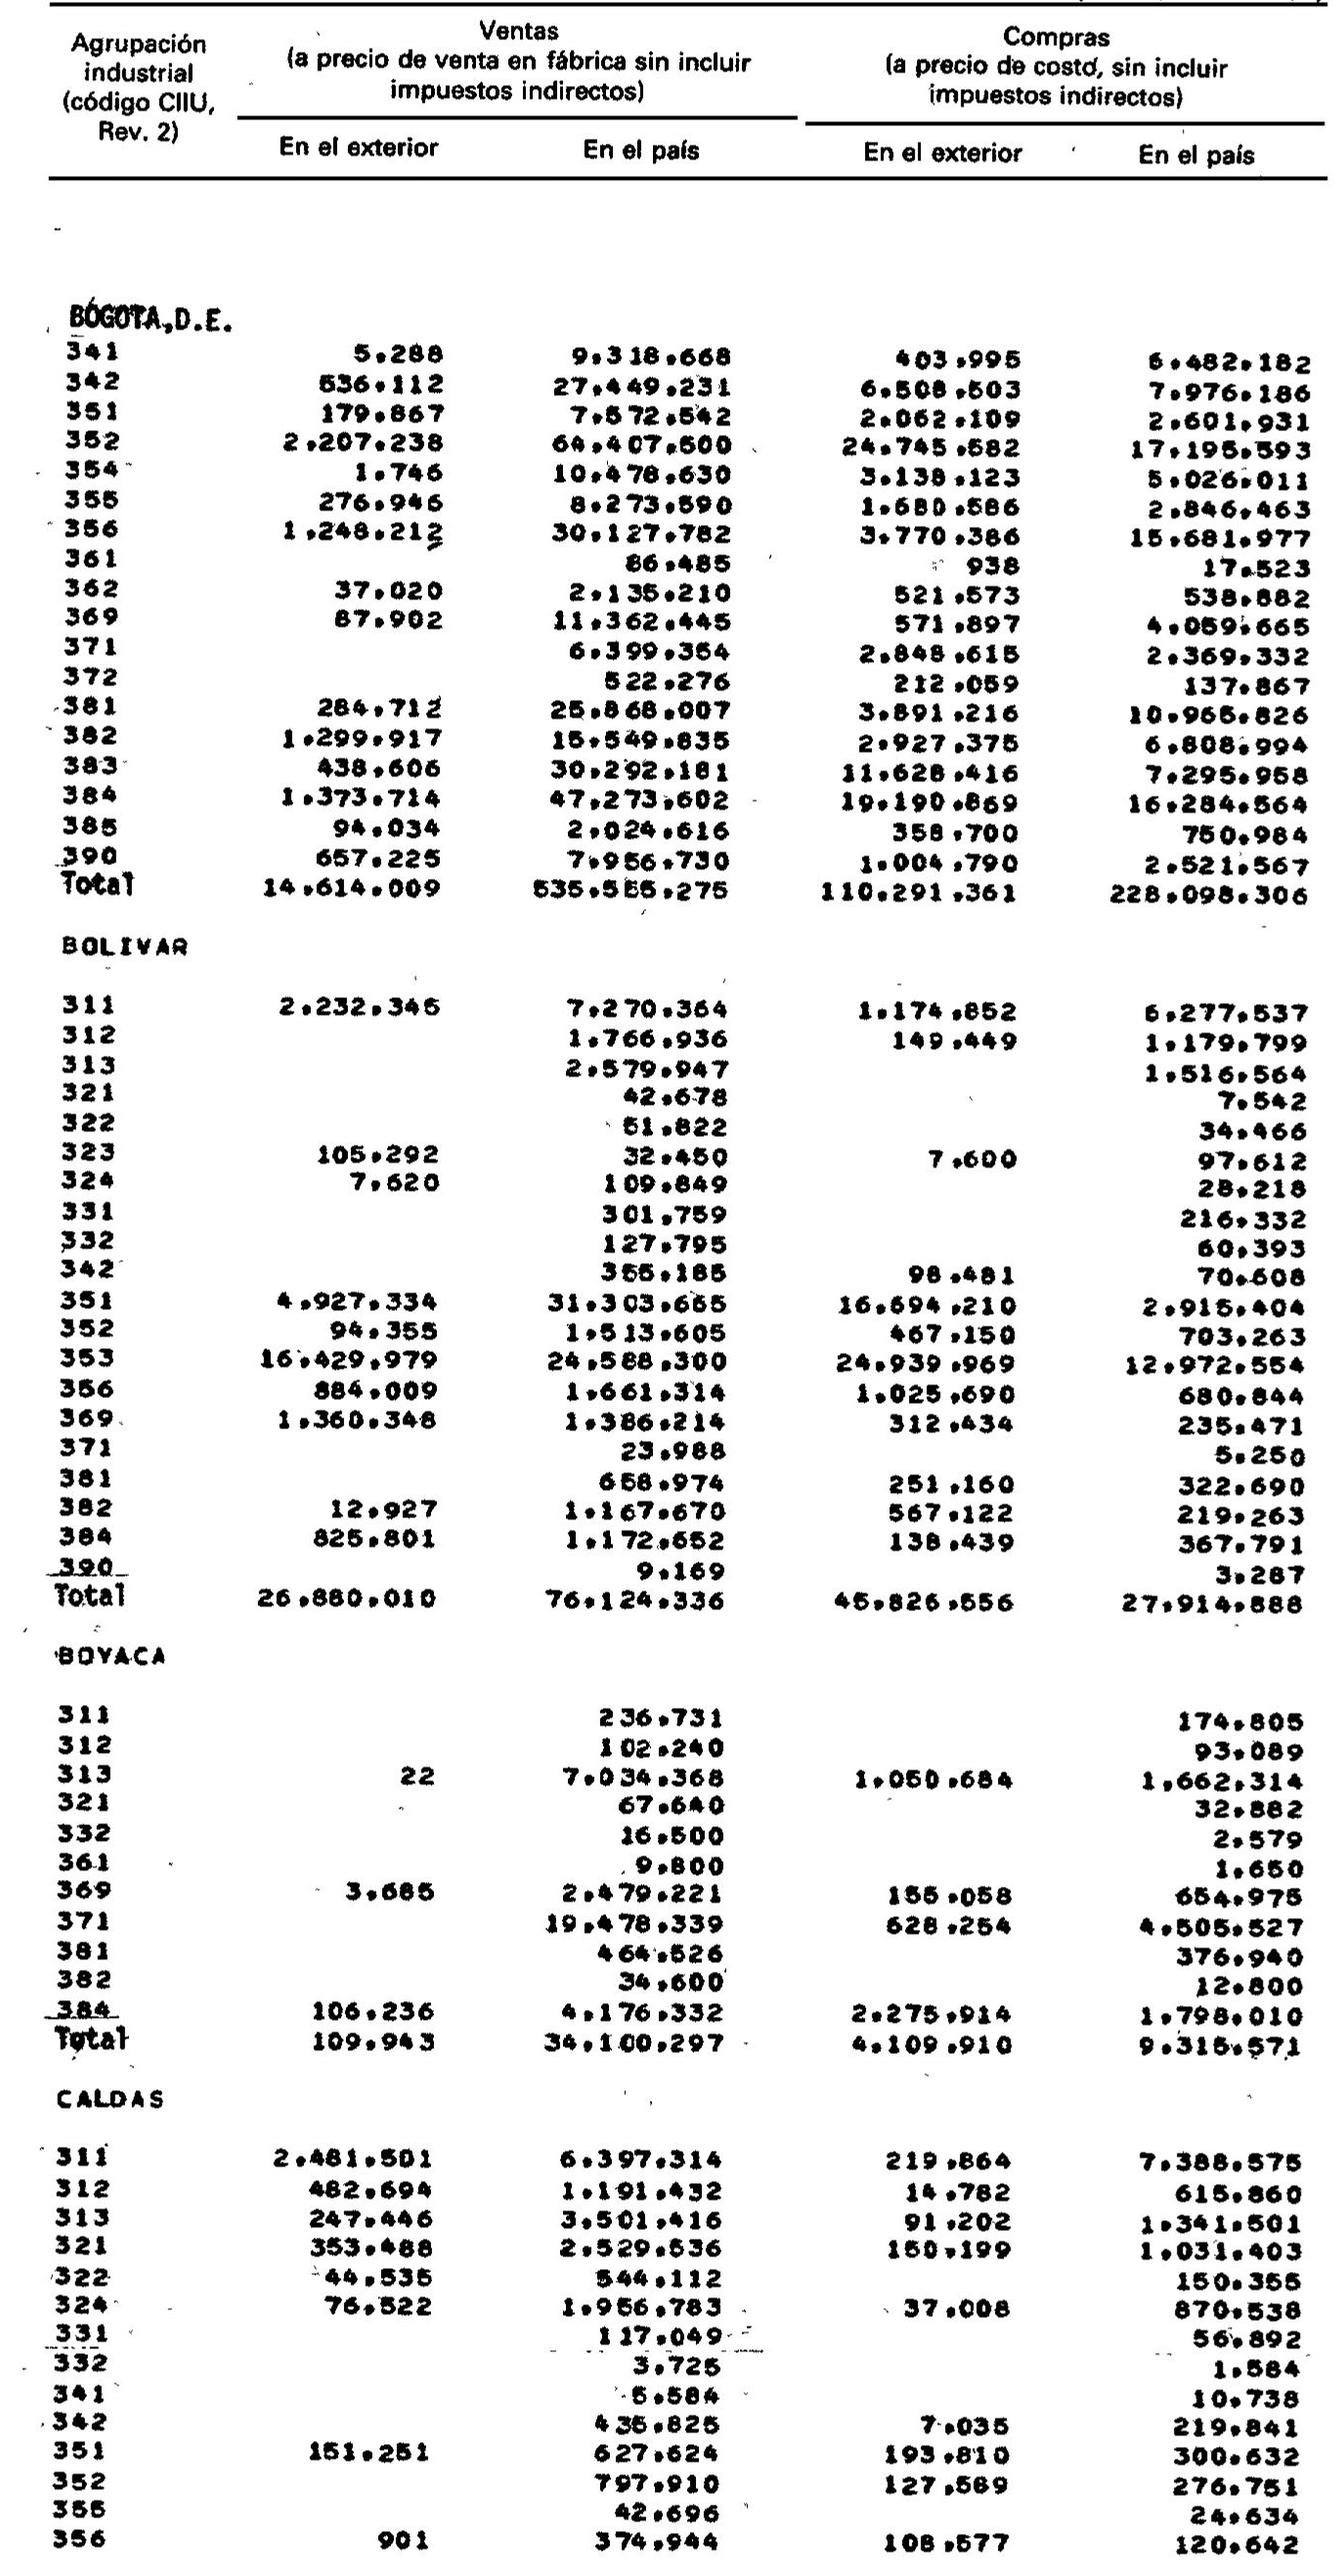 Agrupación industrial (código CIIU, Rev. 2) Ventas (a precio de venta en fábrica sin incluir impuestos indirectos) Compras (a precio de costo, sin incluir impuestos indirectos)
En el exterior En el país En el exterior En el país
BOGOTA,D.E.
341 5.288 9.318.668 403.995 6.482.182
342 536.112 27.449.231 6.508.503 7.976.186
351 179.867 7.572.542 2.062.109 2.601.931
352 2.207.238 64.407.500 24.745.582 17.195.593
354 1.746 10.478.630 3.138.123 5.026.011
355 276.946 8.273.590 1.680.586 2.846.463
356 1.248.212 30.127.782 3.770.386 15.681.977
361 86.485 938 17.523
362 37.020 2.135.210 521.573 538.882
369 87.902 11.362.445 571.897 4.059.665
371 6.399.354 2.848.615 2.369.332
372 522.276 212.059 137.867
381 284.712 25.868.007 3.891.216 10.965.826
382 1.299.917 15.549.835 2.927.375 6.808.994
383 438.606 30.292.181 11.628.416 7.295.958
384 1.373.714 47.273.602 19.190.869 16.284.564
385 94.034 2.024.616 358.700 750.984
390 657.225 7.956.730 1.004.790 2.521.567
Total 14.614.009 535.555.275 110.291.361 228.098.306
BOLIVAR
311 2.232.345 7.270.364 1.174.852 6.277.537
312 1.766.936 149.449 1.179.799
313 2.579.947 1.516.564
321 42.678 7.542
322 51.822 34.466
323 105.292 32.450 7.600 97.612
324 7.620 109.849 28.218
331 301.759 216.332
332 127.795 60.393
342 355.185 98.481 70.608
351 4.927.334 31.303.665 16.694.210 2.915.404
352 94.355 1.513.605 467.150 703.263
353 16.429.979 24.588.300 24.939.969 12.972.554
356 884.009 1.661.314 1.025.690 680.844
369 1.360.348 1.386.214 312.434 235.471
371 23.988 5.250
381 658.974 251.160 322.690
382 12.927 1.167.670 567.122 219.263
384 825.801 1.172.652 138.439 367.791
390 9.169 3.287
Total 26.880.010 76.124.336 45.826.556 27.914.888
BOYACA
311 236.731 174.805
312 102.240 93.089
313 22 7.034.368 1.050.684 1.662.314
321 67.640 32.882
332 16.500 2.579
361 9.800 1.650
369 3.685 2.479.221 155.058 654.975
371 19.478.339 628.254 4.505.527
381 464.526 376.940
382 34.600 12.800
384 106.236 4.176.332 2.275.914 1.798.010
Total 109.943 34.100.297 4.109.910 9.315.571
CALDAS
311 2.481.501 6.397.314 219.864 7.388.575
312 482.694 1.191.432 14.782 615.860
313 247.446 3.501.416 91.202 1.341.501
321 353.488 2.529.536 150.199 1.031.403
322 44.535 544.112 150.355
324 76.522 1.956.783 37.008 870.538
331 117.049 56.892
332 3.725 1.584
341 5.584 10.738
342 435.825 7.035 219.841
351 151.251 627.624 193.810 300.632
352 797.910 127.589 276.751
355 42.696 24.634
356 901 374.944 108.577 120.642